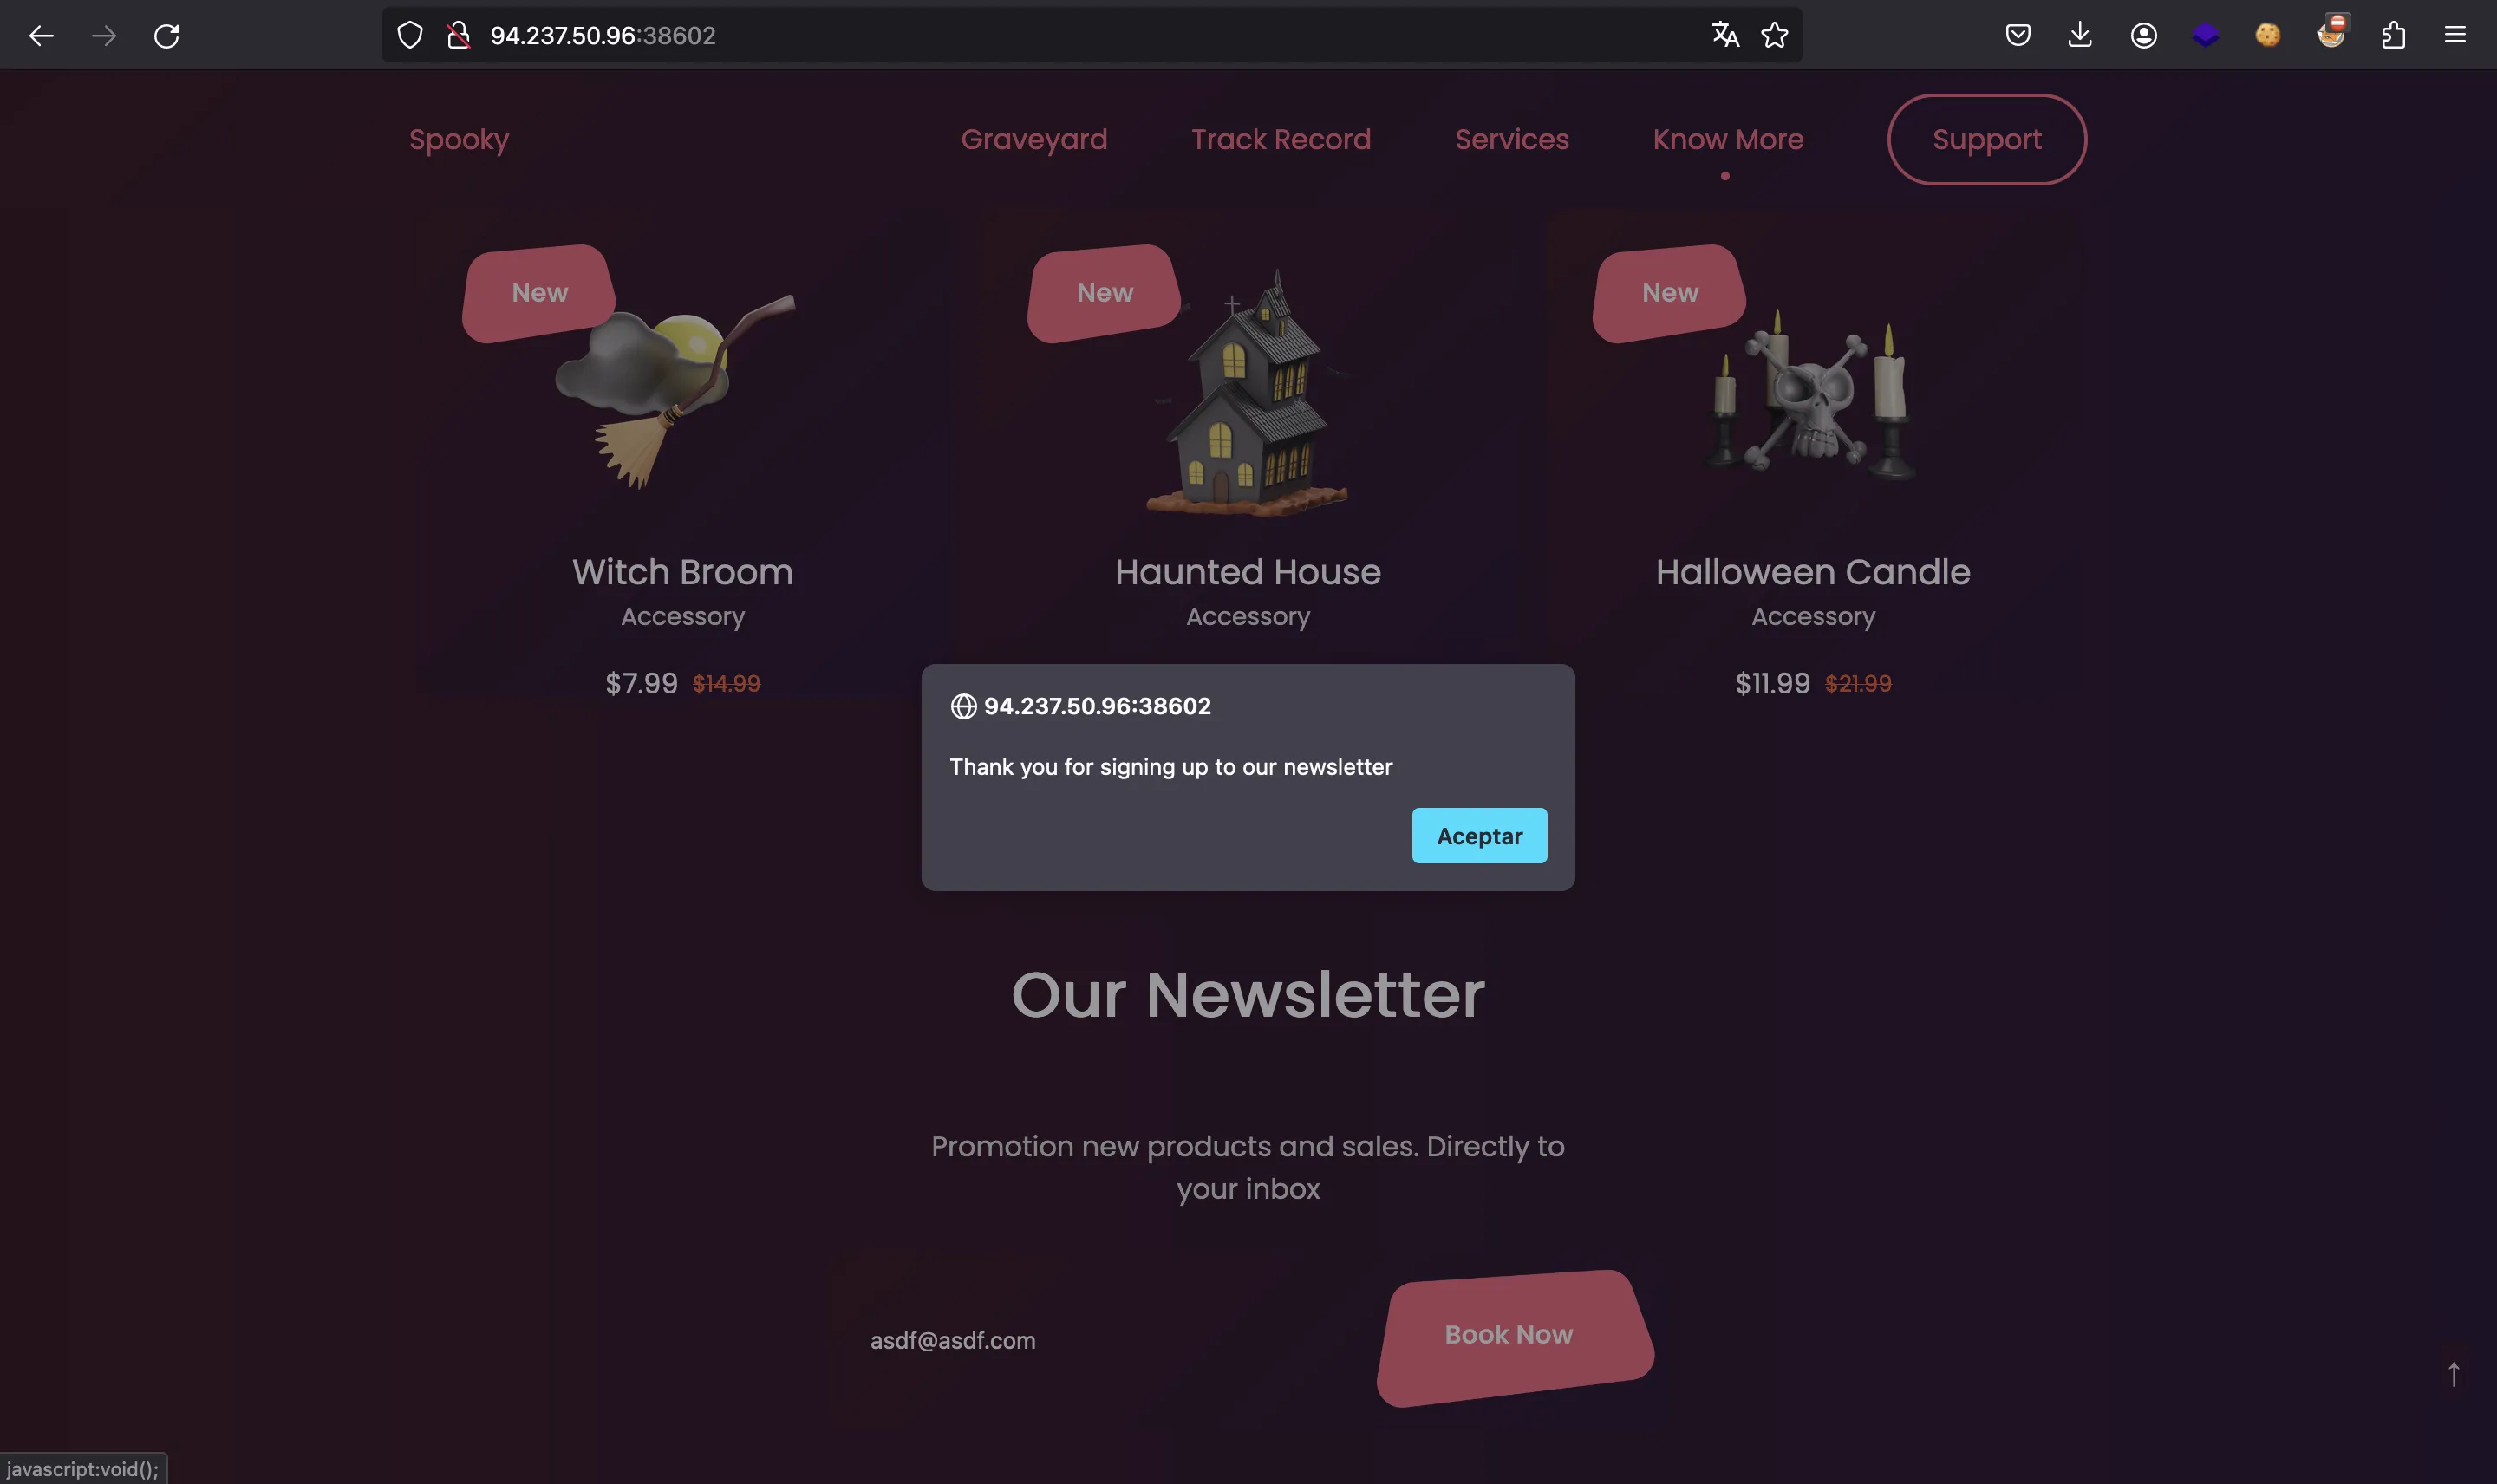 94.237.50.96:38602
Spooky
Graveyard
Track Record
Services
Know More
Support
New
New
New
Witch Broom
Accessory
$7.99 $14.99
Haunted House
Accessory
Halloween Candle
Accessory
$11.99 $21.99
94.237.50.96:38602
Thank you for signing up to our newsletter
Aceptar
Our Newsletter
Promotion new products and sales. Directly to
your inbox
asdf@asdf.com
Book Now
javascript:void();